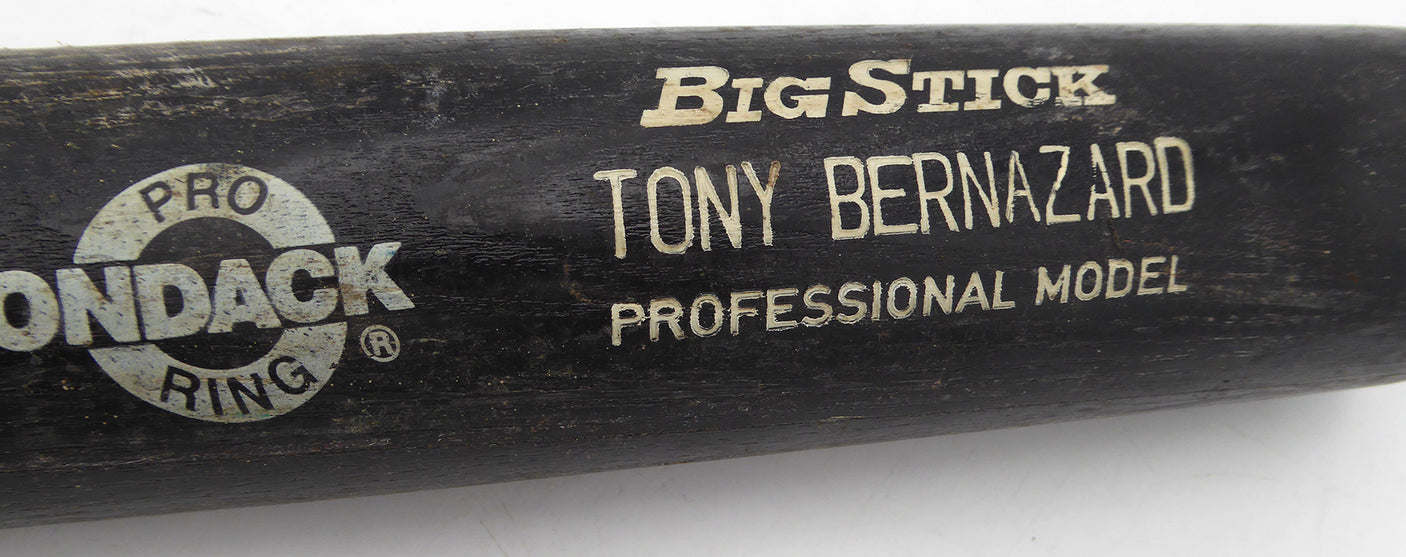 PRO
ONDACK
RING ®
BIG STICK
TONY BERNAZARD
PROFESSIONAL MODEL